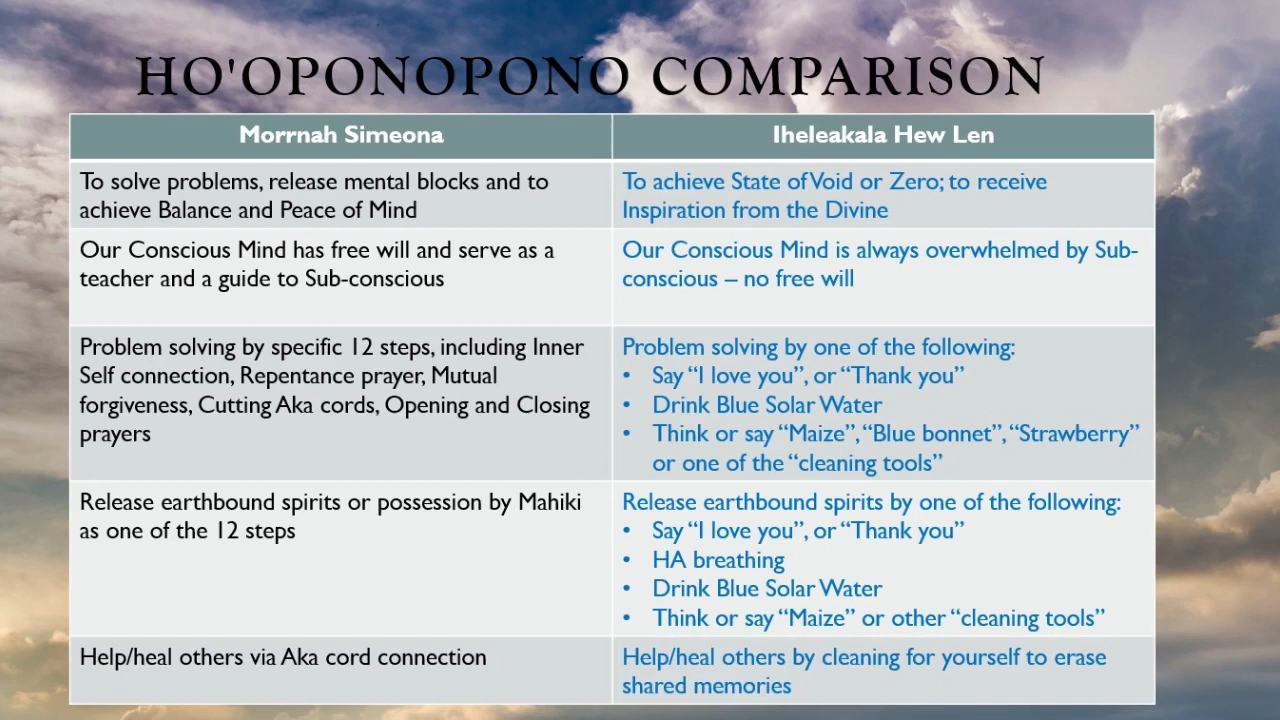 HO'OPONOPONO COMPARISON
Morrnah Simeona
Iheleakala Hew Len
To solve problems, release mental blocks and to
achieve Balance and Peace of Mind
To achieve State of Void or Zero; to receive
Inspiration from the Divine
Our Conscious Mind has free will and serve as a
teacher and a guide to Sub-conscious
Our Conscious Mind is always overwhelmed by Sub-
conscious – no free will
Problem solving by specific 12 steps, including Inner
Self connection, Repentance prayer, Mutual
forgiveness, Cutting Aka cords, Opening and Closing
prayers
Problem solving by one of the following:
• Say “I love you”, or “Thank you”
• Drink Blue Solar Water
• Think or say “Maize”, “Blue bonnet”, “Strawberry”
or one of the “cleaning tools”
Release earthbound spirits or possession by Mahiki
as one of the 12 steps
Release earthbound spirits by one of the following:
• Say “I love you”, or “Thank you”
• HA breathing
• Drink Blue Solar Water
• Think or say “Maize” or other “cleaning tools”
Help/heal others via Aka cord connection
Help/heal others by cleaning for yourself to erase
shared memories